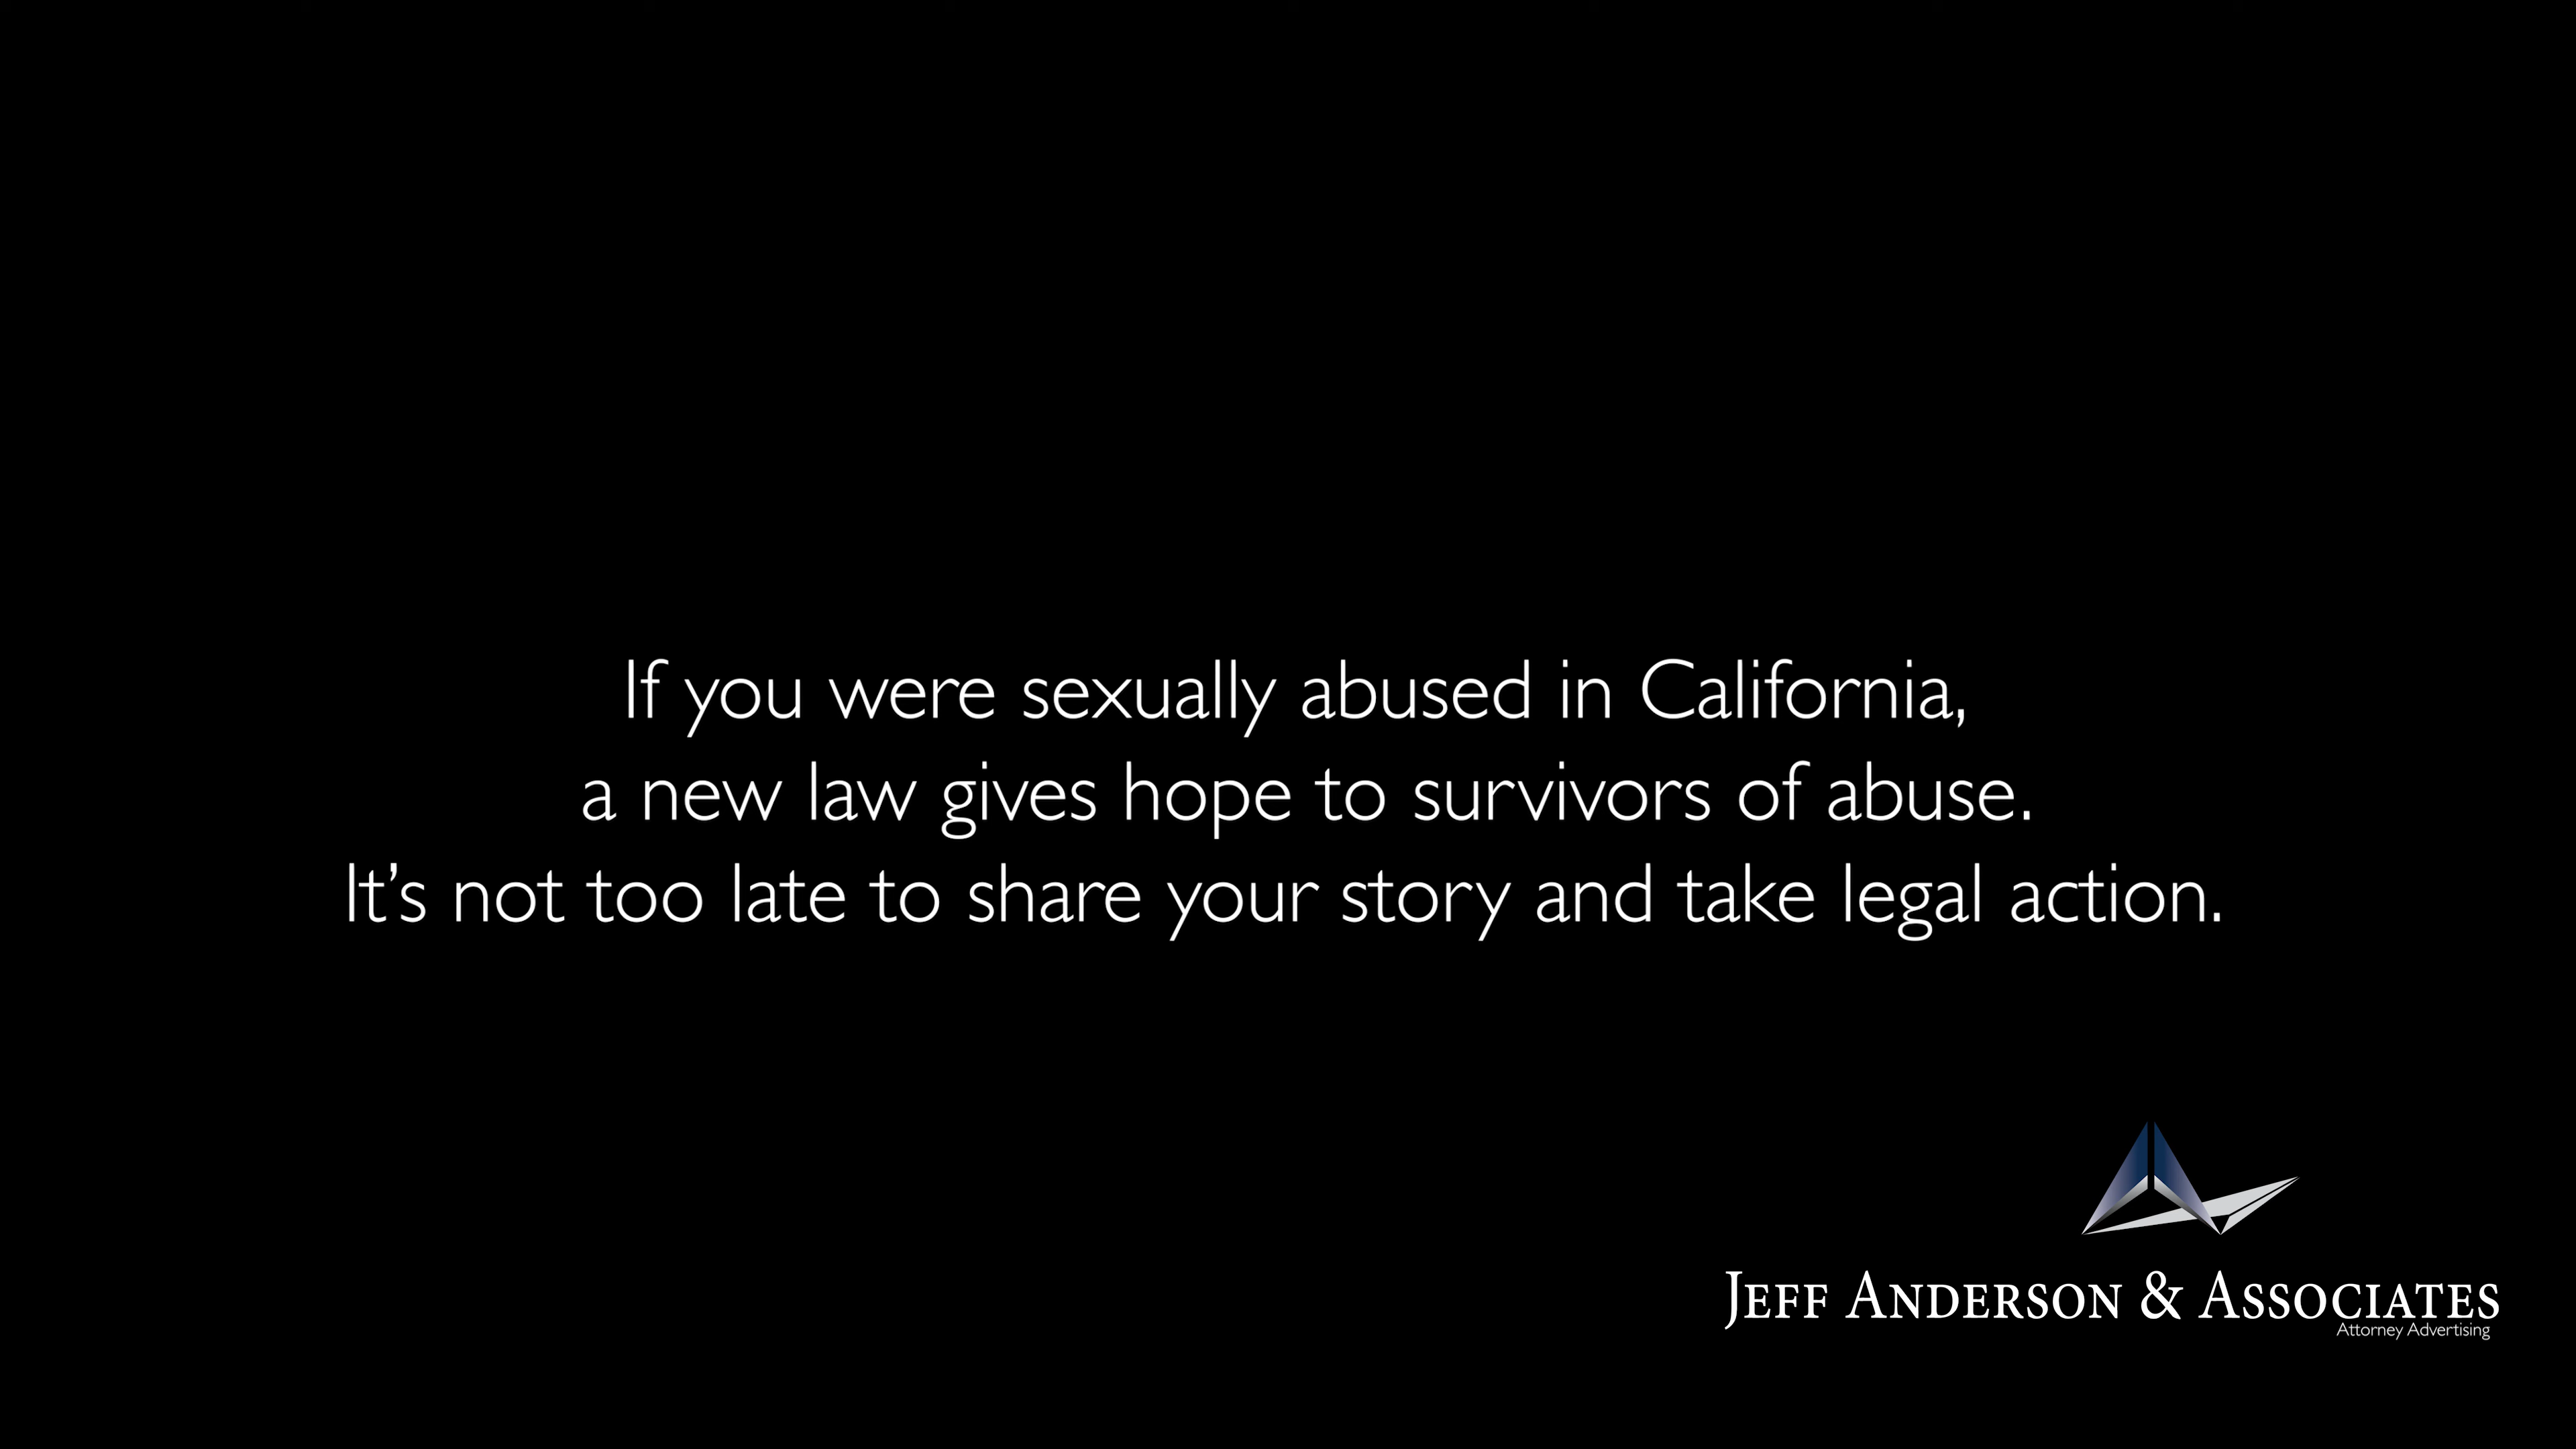 If you were sexually abused in California,
a new law gives hope to survivors of abuse.
It's not too late to share your story and take legal action.
JEFF ANDERSON & ASSOCIATES
Attorney Advertising